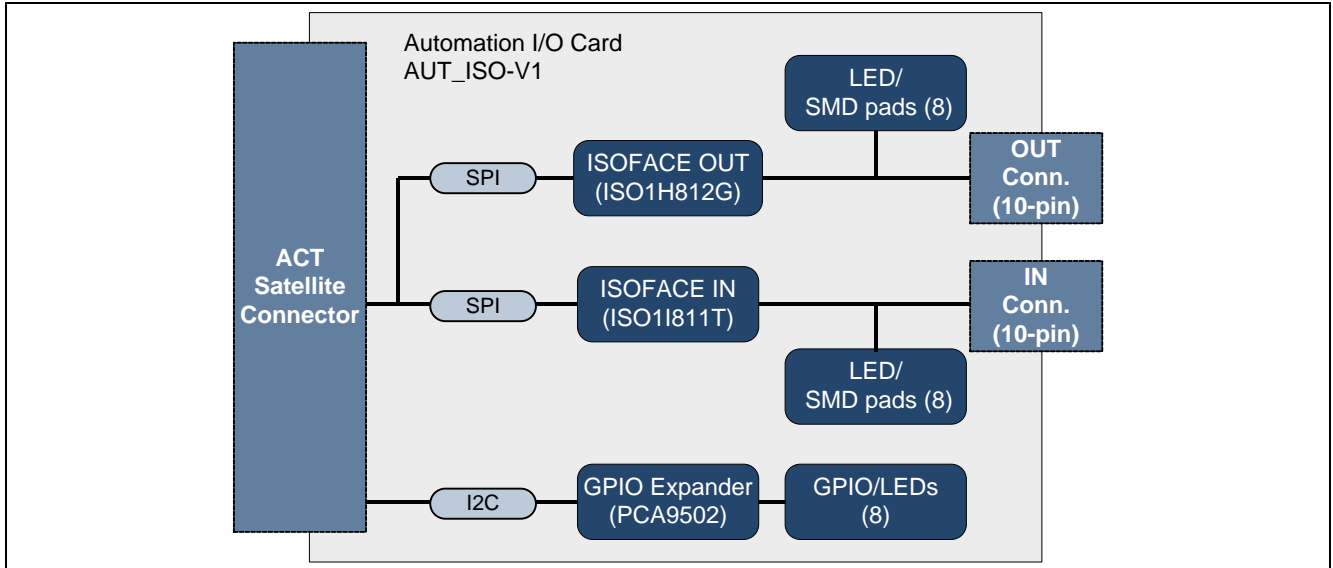 Automation I/O Card
AUT_ISO-V1
LED/
SMD pads (8)
ACT
Satellite
Connector
SPI
ISOFACE OUT
(ISO1H812G)
OUT
Conn.
(10-pin)
SPI
ISOFACE IN
(ISO1I811T)
IN
Conn.
(10-pin)
LED/
SMD pads (8)
I2C
GPIO Expander
(PCA9502)
GPIO/LEDs
(8)